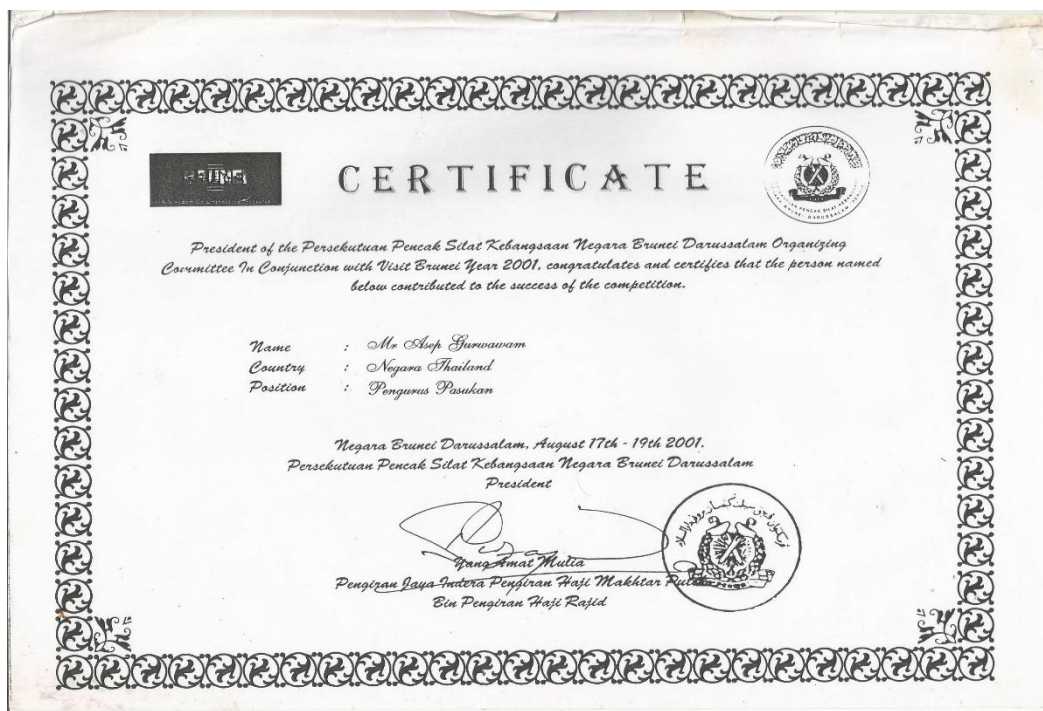 BRUNEI
CERTIFICATE
President of the Persekutuan Pencak Silat Kebangsaan Negara Brunei Darussalam Organizing
Committee In Conjunction with Visit Brunei Year 2001, congratulates and certifies that the person named
below contributed to the success of the competition.
Name : Mr Asep Gurwawam
Country : Negara Thailand
Position : Pengurus Pasukan
Negara Brunei Darussalam, August 17th - 19th 2001.
Persekutuan Pencak Silat Kebangsaan Negara Brunei Darussalam
President
Yang Amat Mulia
Pengiran Jaya Indera Pengiran Haji Makhtar
Bin Pengiran Haji Rajid